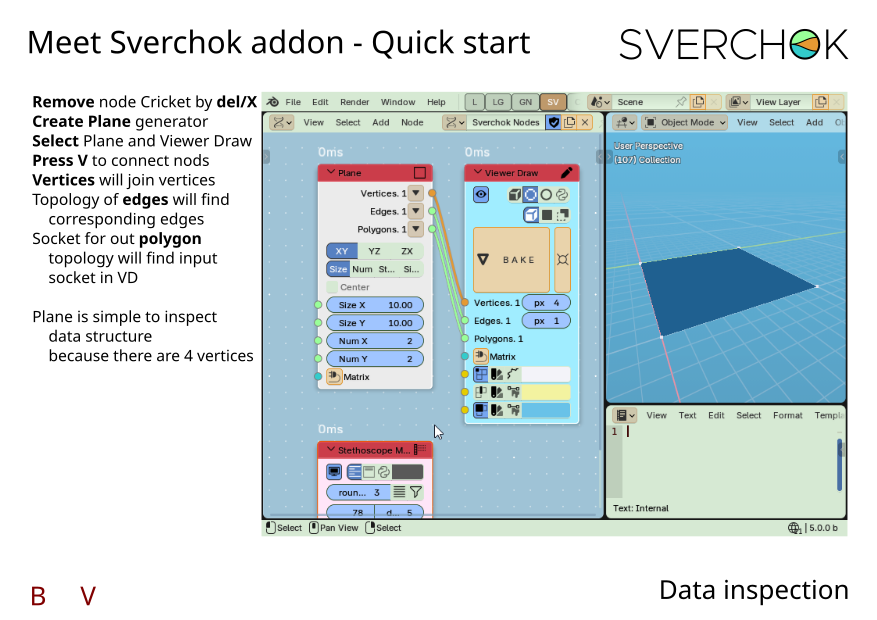 Meet Sverchok addon - Quick start
SVERCHOK
Remove node Cricket by del/X
Create Plane generator
Select Plane and Viewer Draw
Press V to connect nods
Vertices will join vertices
Topology of edges will find
corresponding edges
Socket for out polygon
topology will find input
socket in VD
Plane is simple to inspect
data structure
because there are 4 vertices
File Edit Render Window Help L LG GN SV Scene View Layer
View Select Add Node Sverchok Nodes
0ms
Plane
Vertices. 1
Edges. 1
Polygons. 1
XY YZ ZX
Size Num St... Si...
Center
Size X 10.00
Size Y 10.00
Num X 2
Num Y 2
Matrix
0ms
Viewer Draw
BAKE
Vertices. 1 px 4
Edges. 1 px 1
Polygons. 1
Matrix
0ms
Stethoscope M...
roun... 3
78 d... 5
Object Mode View Select Add
User Perspective
(107) Collection
View Text Edit Select Format Templa
1
Text: Internal
Select Pan View Select 5.0.0 b
B V
Data inspection